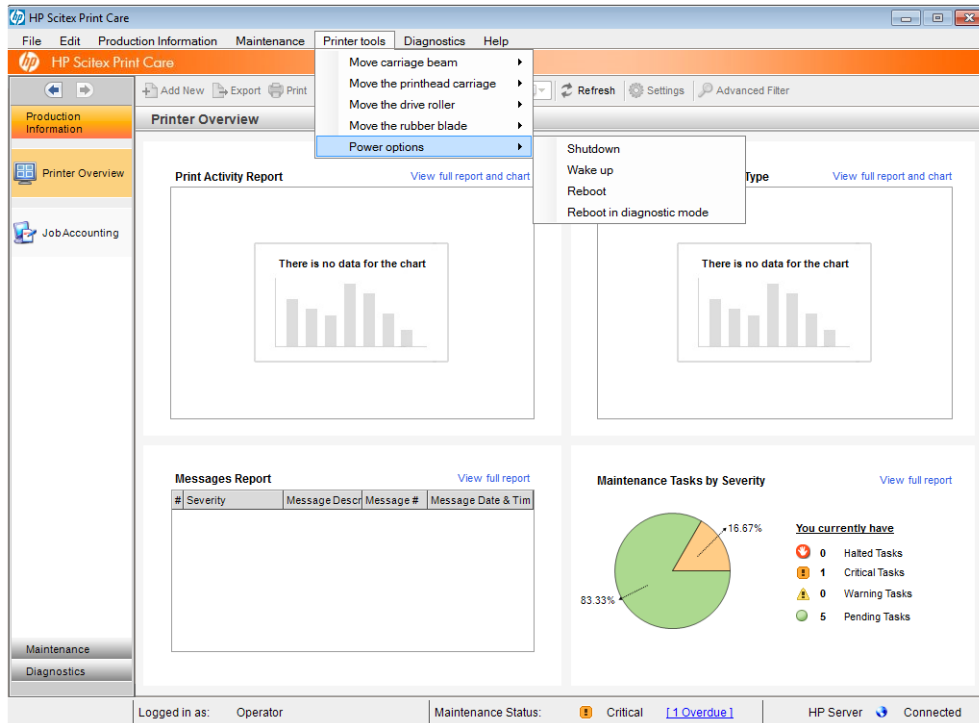 HP Scitex Print Care
File Edit Production Information Maintenance Printer tools Diagnostics Help
hp HP Scitex Print Care
Move carriage beam
Move the printhead carriage
Move the drive roller
Move the rubber blade
Power options
Shutdown
Wake up
Reboot
Reboot in diagnostic mode
Add New Export Print Refresh Settings Advanced Filter
Production
Information
Printer Overview
Job Accounting
Maintenance
Diagnostics
Printer Overview
Print Activity Report View full report and chart
There is no data for the chart
Type View full report and chart
There is no data for the chart
Messages Report View full report
# Severity Message Descr Message # Message Date & Tim
Maintenance Tasks by Severity View full report
16.67%
83.33%
You currently have
0 Halted Tasks
1 Critical Tasks
0 Warning Tasks
5 Pending Tasks
Logged in as: Operator Maintenance Status: Critical [ 1 Overdue ] HP Server Connected